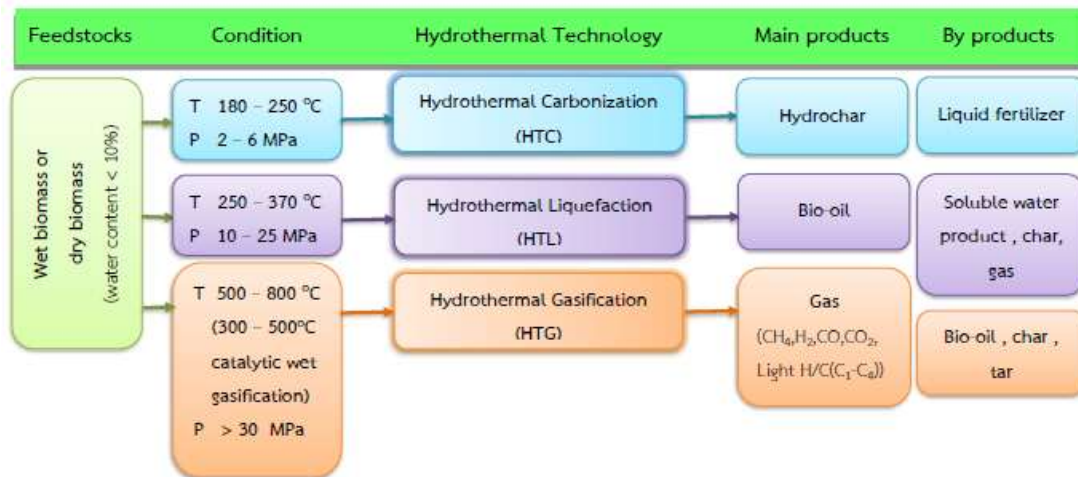 Feedstocks
Condition
Hydrothermal Technology
Main products
By products
Wet biomass or
dry biomass
(water content < 10%)
T 180 – 250 °C
P 2 – 6 MPa
Hydrothermal Carbonization
(HTC)
Hydrochar
Liquid fertilizer
T 250 – 370 °C
P 10 – 25 MPa
Hydrothermal Liquefaction
(HTL)
Bio-oil
Soluble water
product , char,
gas
T 500 – 800 °C
(300 – 500°C
catalytic wet
gasification)
P > 30 MPa
Hydrothermal Gasification
(HTG)
Gas
(CH₄,H₂,CO,CO₂,
Light H/C(C₁-C₄))
Bio-oil , char ,
tar